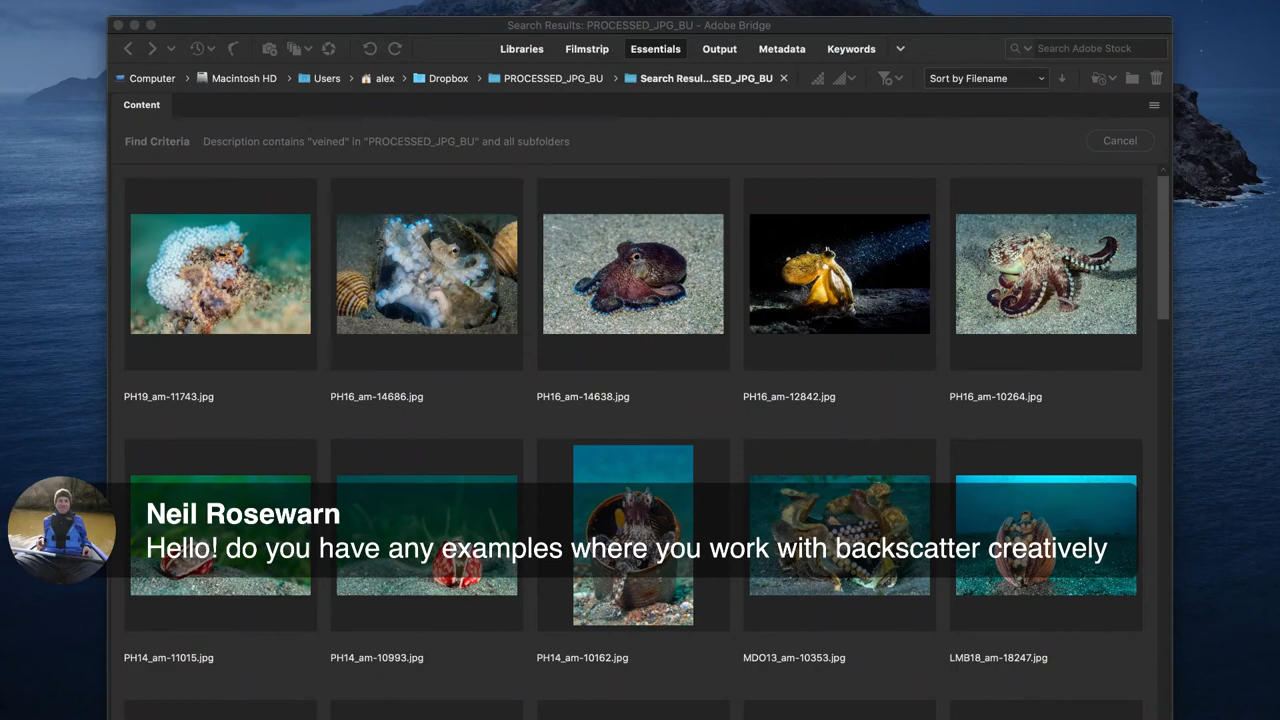 Search Results: PROCESSED_JPG_BU - Adobe Bridge
Libraries Filmstrip Essentials Output Metadata Keywords Search Adobe Stock
Computer Macintosh HD Users alex Dropbox PROCESSED_JPG_BU Search Resul...SED_JPG_BU Sort by Filename
Content
Find Criteria Description contains "veined" in "PROCESSED_JPG_BU" and all subfolders Cancel
PH19_am-11743.jpg PH16_am-14686.jpg PH16_am-14638.jpg PH16_am-12842.jpg PH16_am-10264.jpg
Neil Rosewarn
Hello! do you have any examples where you work with backscatter creatively
PH14_am-11015.jpg PH14_am-10993.jpg PH14_am-10162.jpg MDO13_am-10353.jpg LMB18_am-18247.jpg